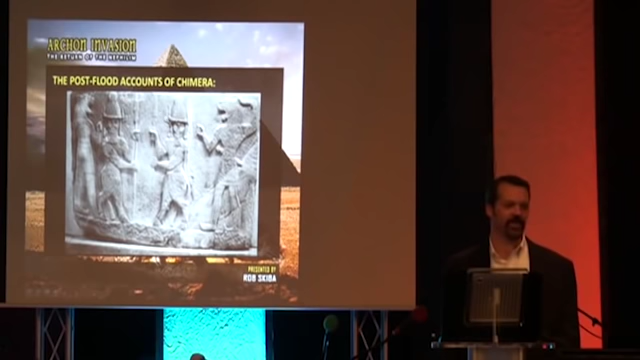 ARCHON INVASION
THE RETURN OF THE NEPHILIM
THE POST-FLOOD ACCOUNTS OF CHIMERA:
PRESENTED BY
ROB SKIBA